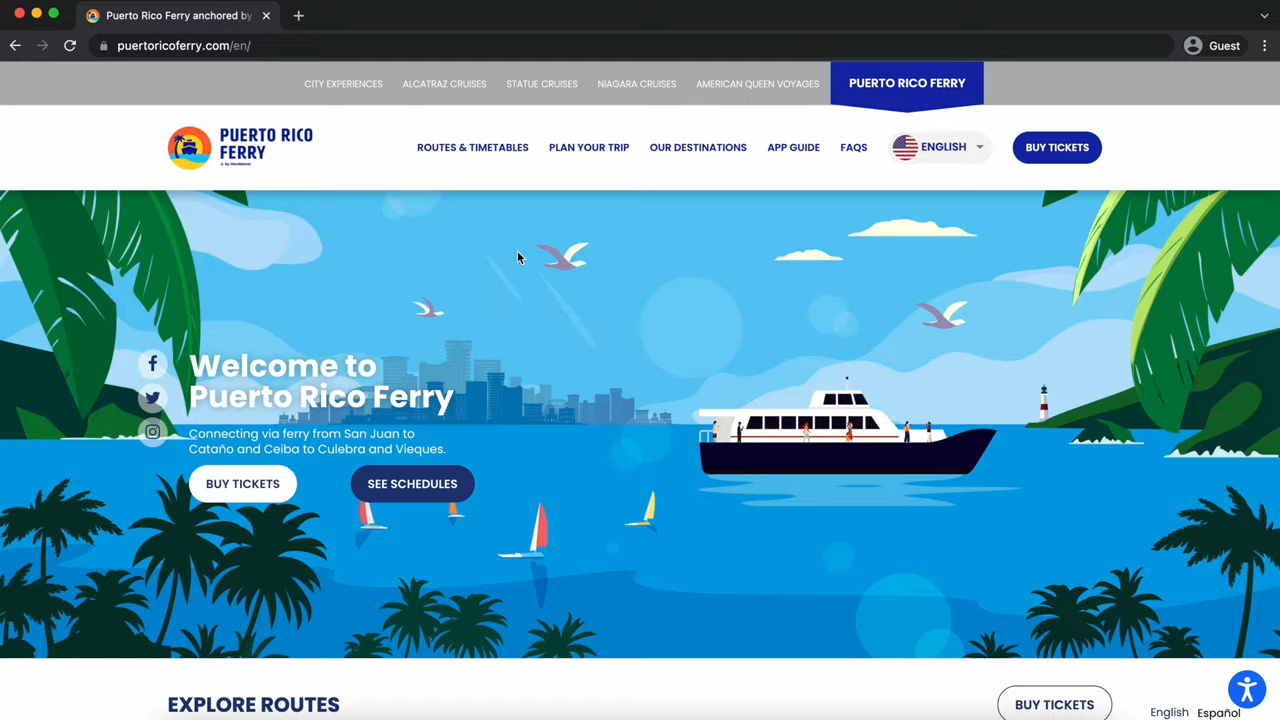 Puerto Rico Ferry anchored by
puertoricoferry.com/en/
Guest
CITY EXPERIENCES
ALCATRAZ CRUISES
STATUE CRUISES
NIAGARA CRUISES
AMERICAN QUEEN VOYAGES
PUERTO RICO FERRY
PUERTO RICO
FERRY
ROUTES & TIMETABLES
PLAN YOUR TRIP
OUR DESTINATIONS
APP GUIDE
FAQS
ENGLISH
BUY TICKETS
Welcome to
Puerto Rico Ferry
Connecting via ferry from San Juan to
Cataño and Ceiba to Culebra and Vieques.
BUY TICKETS
SEE SCHEDULES
EXPLORE ROUTES
BUY TICKETS
English Español